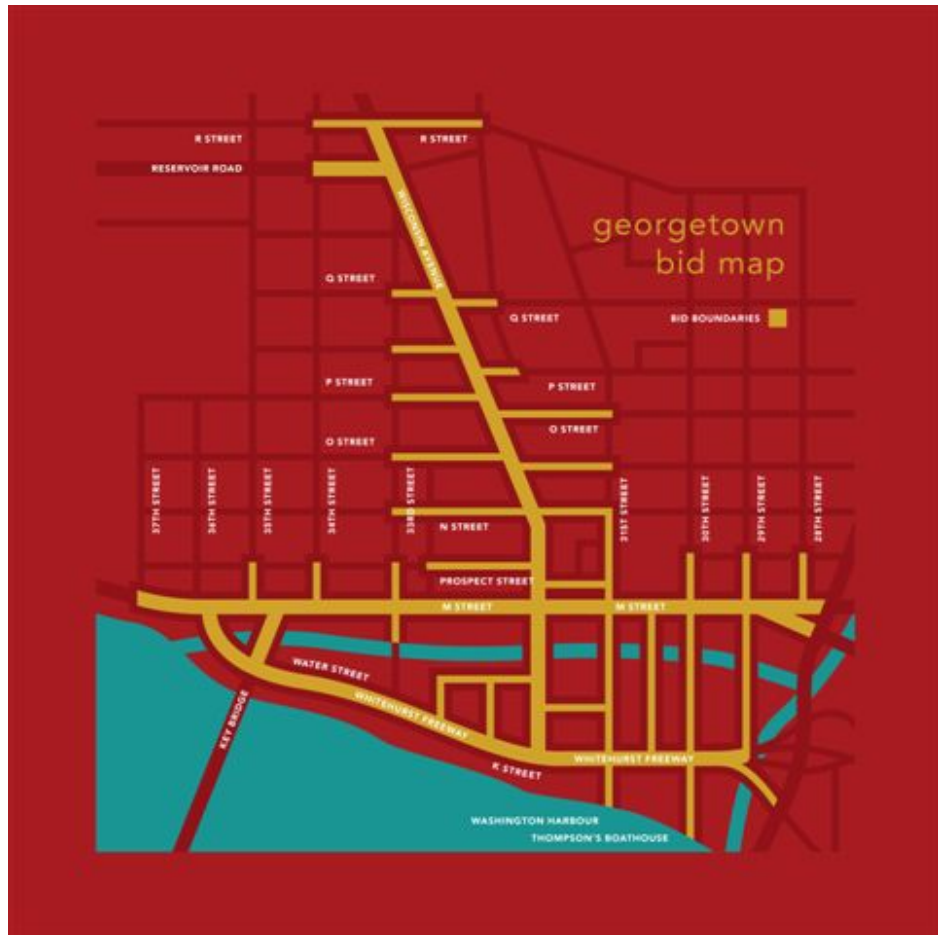 R STREET
R STREET
RESERVOIR ROAD
WISCONSIN AVENUE
georgetown
bid map
Q STREET
Q STREET
BID BOUNDARIES
P STREET
P STREET
O STREET
O STREET
37TH STREET
36TH STREET
35TH STREET
34TH STREET
33RD STREET
31ST STREET
30TH STREET
29TH STREET
28TH STREET
N STREET
PROSPECT STREET
M STREET
M STREET
WATER STREET
WHITEHURST FREEWAY
KEY BRIDGE
WHITEHURST FREEWAY
K STREET
WASHINGTON HARBOUR
THOMPSON'S BOATHOUSE